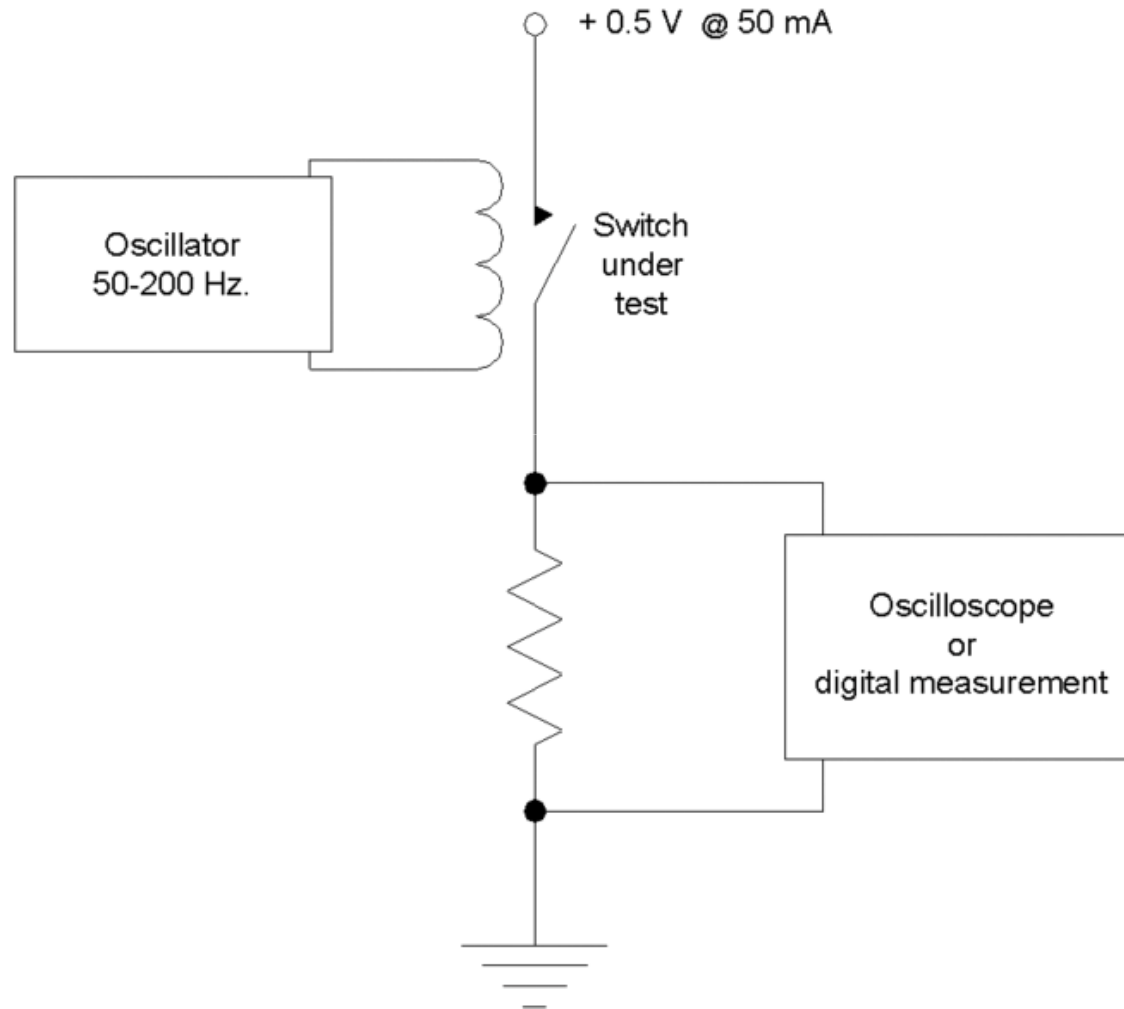 + 0.5 V @ 50 mA
Oscillator
50-200 Hz.
Switch
under
test
Oscilloscope
or
digital measurement